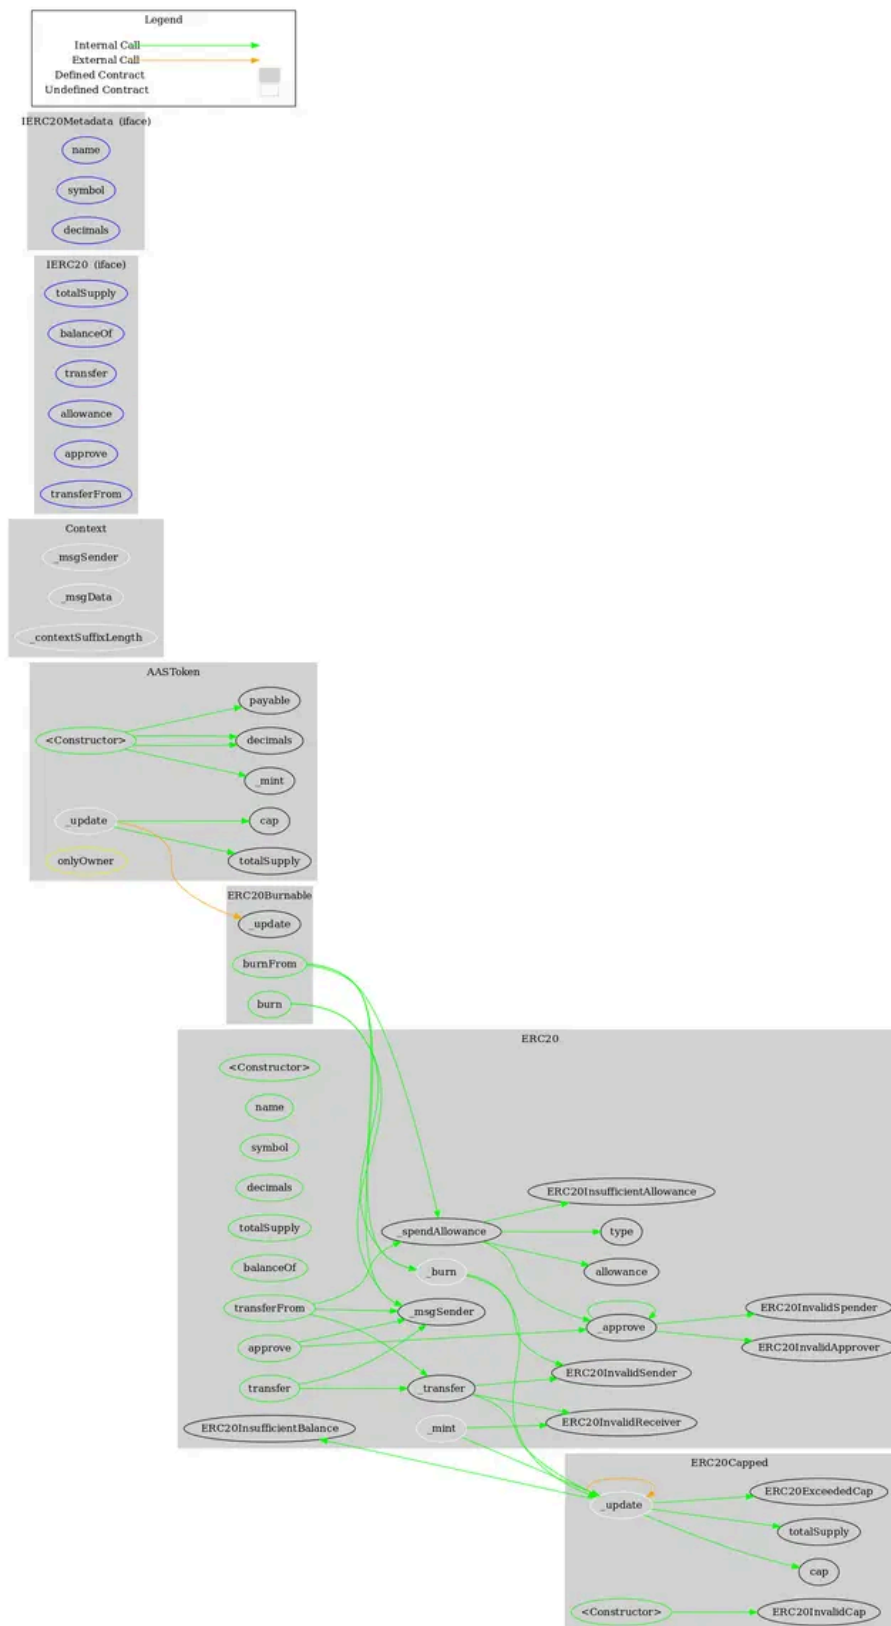 Legend
Internal Call
External Call
Defined Contract
Undefined Contract
IERC20Metadata (iface)
name
symbol
decimals
IERC20 (iface)
totalSupply
balanceOf
transfer
allowance
approve
transferFrom
Context
_msgSender
_msgData
_contextSuffixLength
AASToken
payable
<Constructor>
decimals
_mint
_update
cap
onlyOwner
totalSupply
ERC20Burnable
_update
burnFrom
burn
ERC20
<Constructor>
name
symbol
decimals
ERC20InsufficientAllowance
totalSupply
_spendAllowance
type
balanceOf
_burn
allowance
transferFrom
_msgSender
ERC20InvalidSpender
_approve
approve
ERC20InvalidApprover
ERC20InvalidSender
transfer
_transfer
ERC20InsufficientBalance
_mint
ERC20InvalidReceiver
ERC20Capped
ERC20ExceededCap
_update
totalSupply
cap
<Constructor>
ERC20InvalidCap